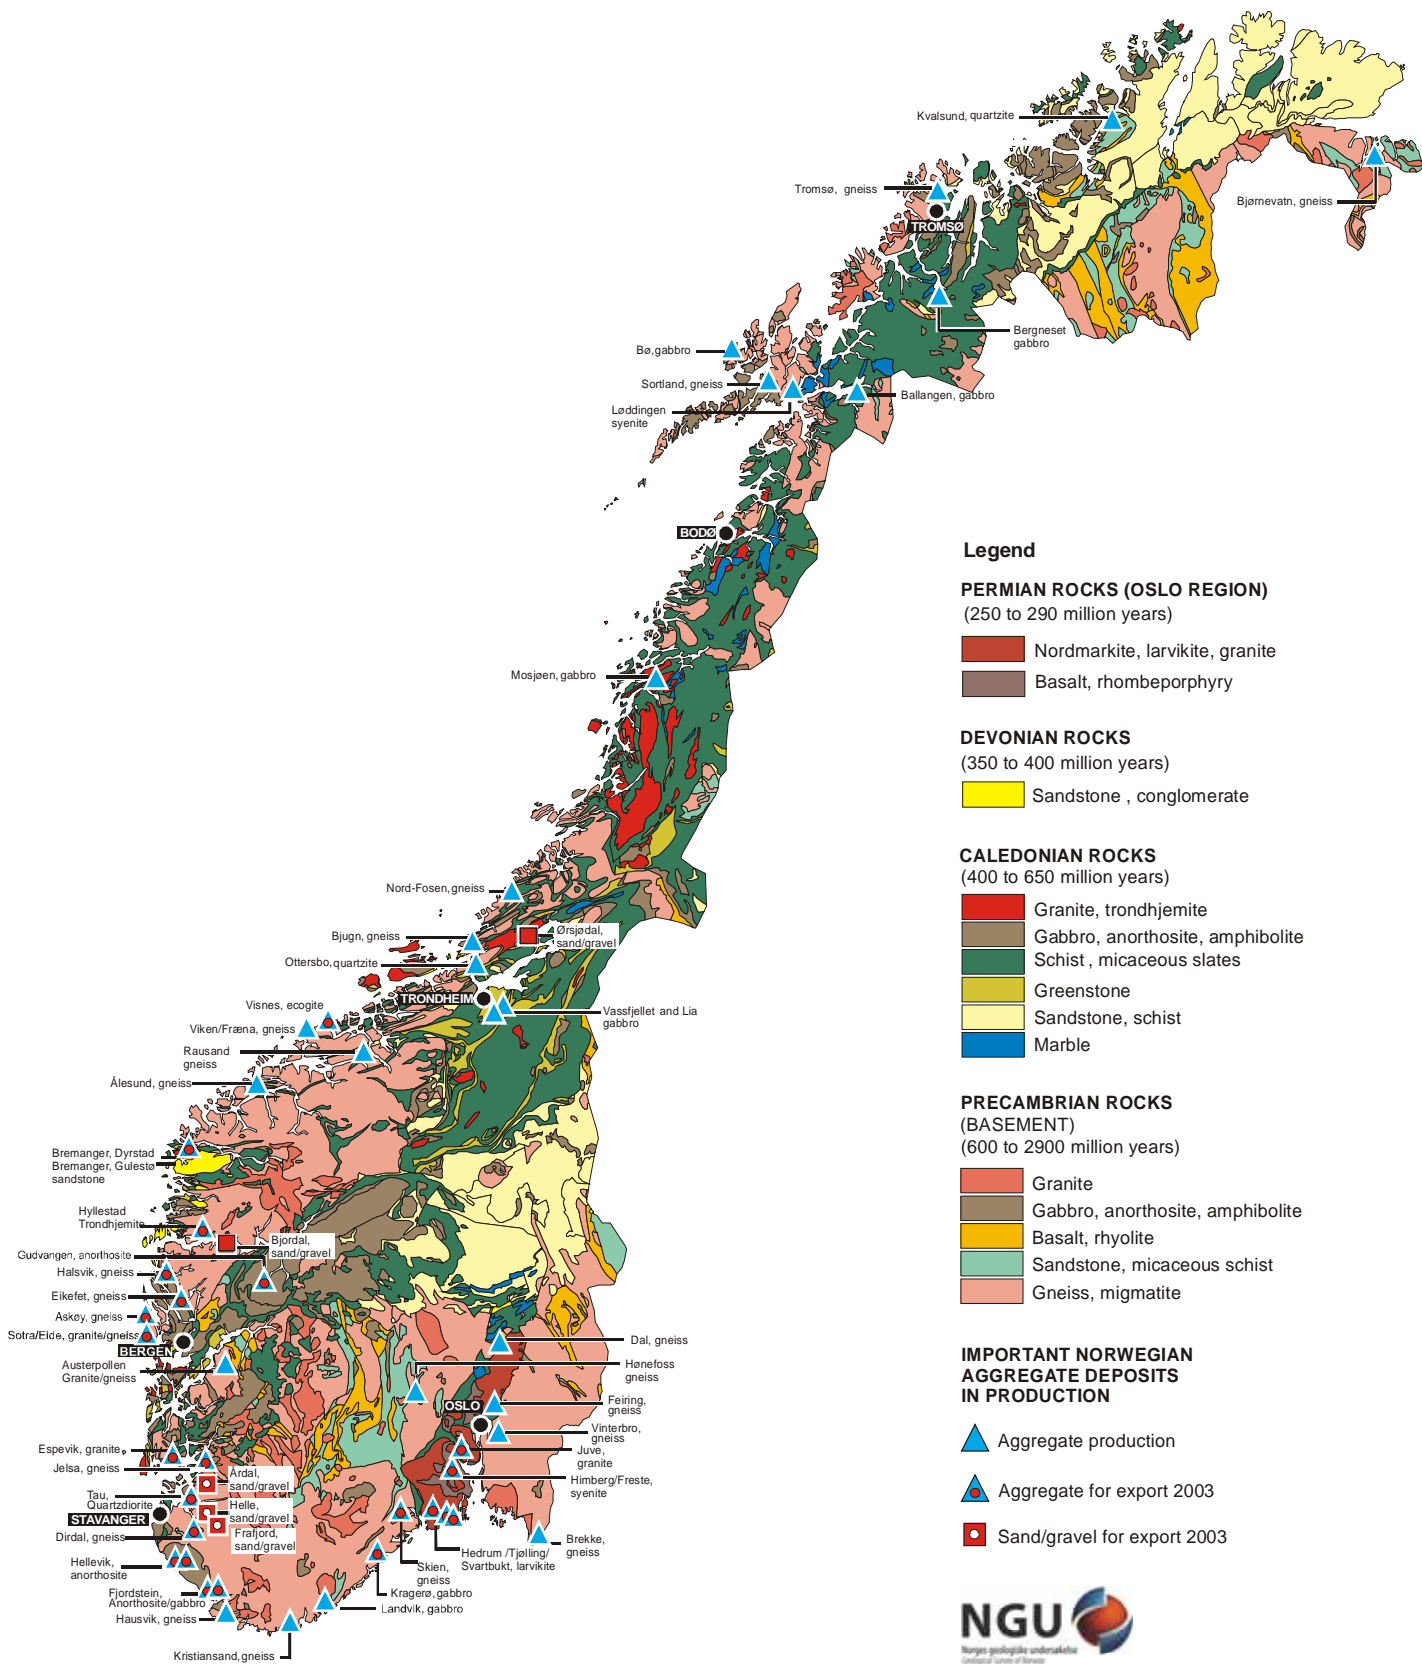 Kvalsund, quartzite
Tromsø, gneiss
TROMSØ
Bjørnevatn, gneiss
Bergneset
gabbro
Bø, gabbro
Sortland, gneiss
Løddingen
syenite
Ballangen, gabbro
BODØ
Mosjøen, gabbro
Nord-Fosen, gneiss
Bjugn, gneiss
Ørsjødal,
sand/gravel
Ottersbo, quartzite
TRONDHEIM
Visnes, ecogite
Viken/Fræna, gneiss
Vassfjellet and Lia
gabbro
Rausand
gneiss
Ålesund, gneiss
Bremanger, Dyrstad
Bremanger, Gulestø
sandstone
Hyllestad
Trondhjemite
Bjordal,
sand/gravel
Gudvangen, anorthosite
Halsvik, gneiss
Eikefet, gneiss
Askøy, gneiss
Sotra/Eide, granite/gneiss
BERGEN
Austerpollen
Granite/gneiss
Dal, gneiss
Hønefoss
gneiss
OSLO
Feiring,
gneiss
Vinterbro,
gneiss
Juve,
granite
Himberg/Freste,
syenite
Espevik, granite
Jelsa, gneiss
Årdal,
sand/gravel
Tau,
Quartzdiorite
Helle,
sand/gravel
STAVANGER
Frafjord,
sand/gravel
Dirdal, gneiss
Hellevik,
anorthosite
Fjordstein,
Anorthosite/gabbro
Hausvik, gneiss
Kristiansand, gneiss
Brekke,
gneiss
Hedrum /Tjølling/
Svartbukt, larvikite
Skien,
gneiss
Kragerø, gabbro
Landvik, gabbro
Legend
PERMIAN ROCKS (OSLO REGION)
(250 to 290 million years)
Nordmarkite, larvikite, granite
Basalt, rhombeporphyry
DEVONIAN ROCKS
(350 to 400 million years)
Sandstone , conglomerate
CALEDONIAN ROCKS
(400 to 650 million years)
Granite, trondhjemite
Gabbro, anorthosite, amphibolite
Schist , micaceous slates
Greenstone
Sandstone, schist
Marble
PRECAMBRIAN ROCKS
(BASEMENT)
(600 to 2900 million years)
Granite
Gabbro, anorthosite, amphibolite
Basalt, rhyolite
Sandstone, micaceous schist
Gneiss, migmatite
IMPORTANT NORWEGIAN
AGGREGATE DEPOSITS
IN PRODUCTION
Aggregate production
Aggregate for export 2003
Sand/gravel for export 2003
NGU
Norges geologiske undersøkelse
Geological Survey of Norway